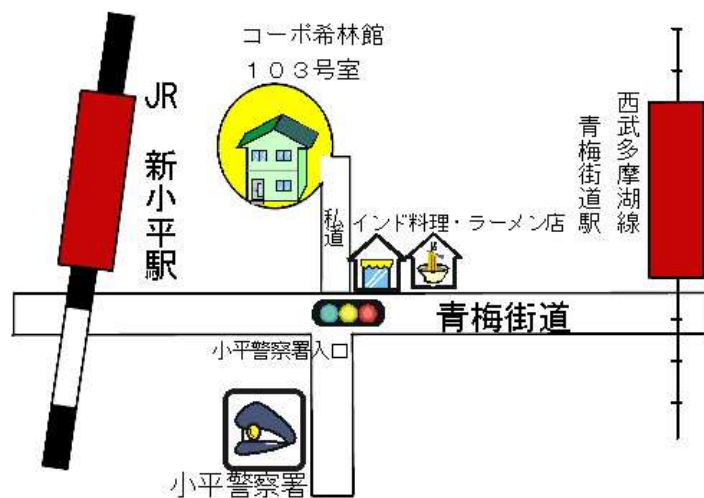 コーポ希林館
１０３号室
JR 新小平駅
西武多摩湖線
青梅街道駅
私道
インド料理・ラーメン店
青梅街道
小平警察署入口
小平警察署